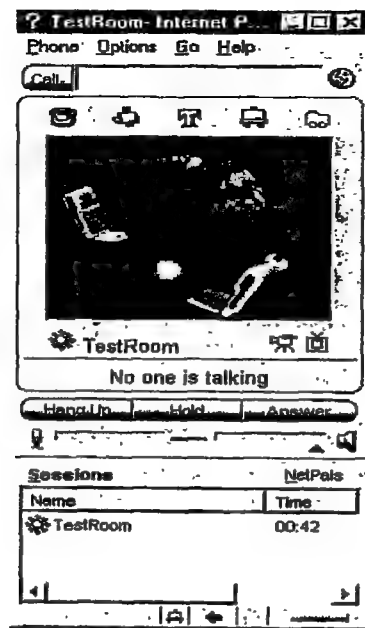 ? TestRoom- Internet P...
Phone Options Go Help
Call
TestRoom
No one is talking
Hang Up Hold Answer
Sessions NetPals
Name Time
TestRoom 00:42